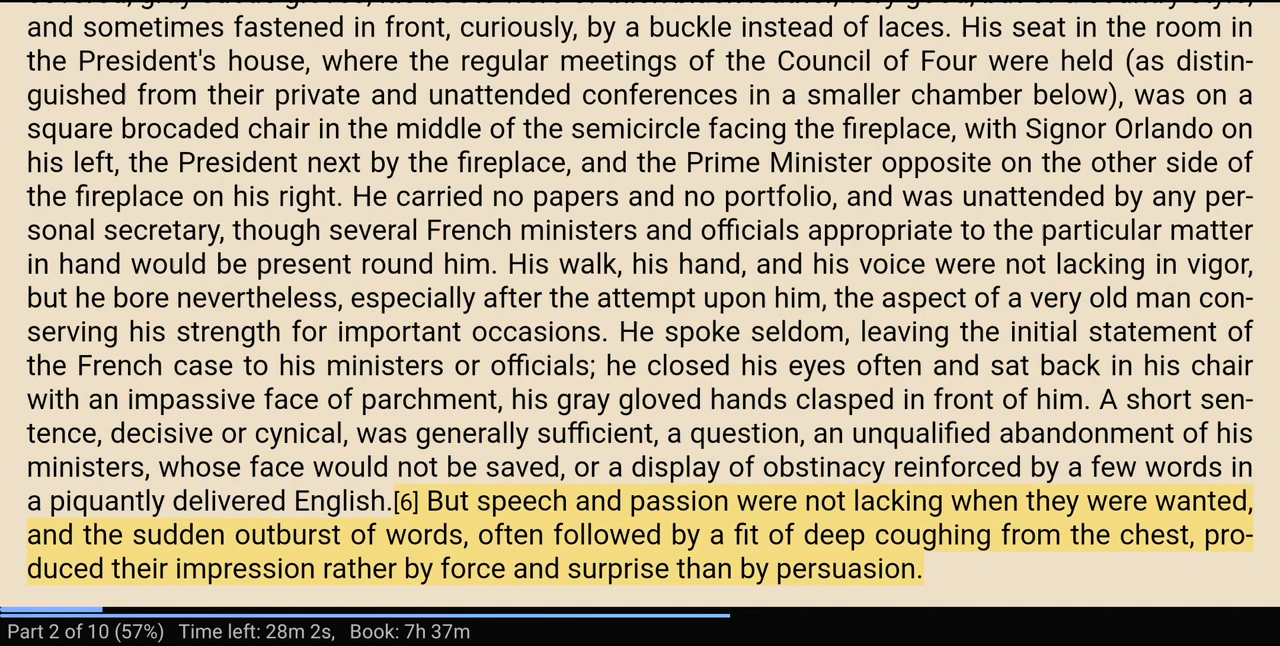 and sometimes fastened in front, curiously, by a buckle instead of laces. His seat in the room in
the President's house, where the regular meetings of the Council of Four were held (as distin-
guished from their private and unattended conferences in a smaller chamber below), was on a
square brocaded chair in the middle of the semicircle facing the fireplace, with Signor Orlando on
his left, the President next by the fireplace, and the Prime Minister opposite on the other side of
the fireplace on his right. He carried no papers and no portfolio, and was unattended by any per-
sonal secretary, though several French ministers and officials appropriate to the particular matter
in hand would be present round him. His walk, his hand, and his voice were not lacking in vigor,
but he bore nevertheless, especially after the attempt upon him, the aspect of a very old man con-
serving his strength for important occasions. He spoke seldom, leaving the initial statement of
the French case to his ministers or officials; he closed his eyes often and sat back in his chair
with an impassive face of parchment, his gray gloved hands clasped in front of him. A short sen-
tence, decisive or cynical, was generally sufficient, a question, an unqualified abandonment of his
ministers, whose face would not be saved, or a display of obstinacy reinforced by a few words in
a piquantly delivered English.[6] But speech and passion were not lacking when they were wanted,
and the sudden outburst of words, often followed by a fit of deep coughing from the chest, pro-
duced their impression rather by force and surprise than by persuasion.
Part 2 of 10 (57%) Time left: 28m 2s, Book: 7h 37m